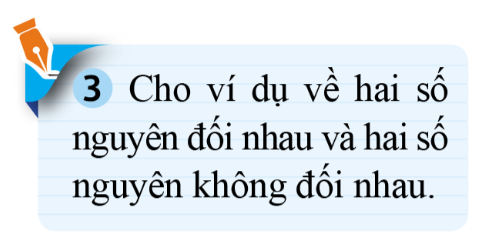 3 Cho ví dụ về hai số
nguyên đối nhau và hai số
nguyên không đối nhau.